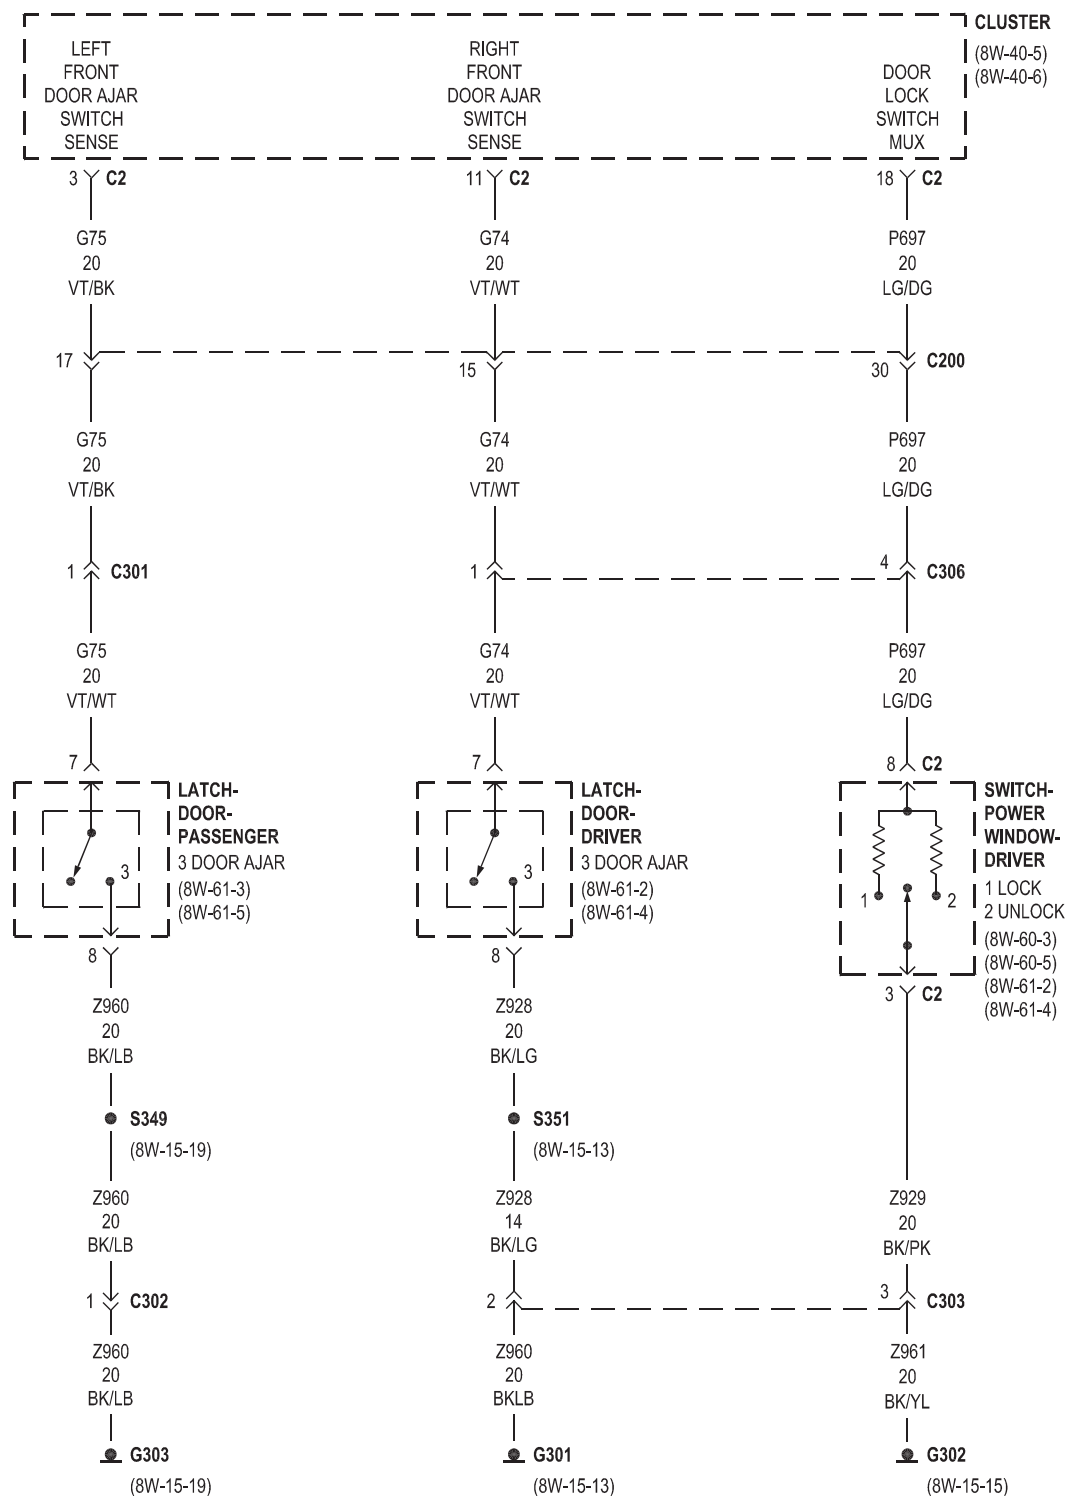 CLUSTER
(8W-40-5)
(8W-40-6)
LEFT
FRONT
DOOR AJAR
SWITCH
SENSE
RIGHT
FRONT
DOOR AJAR
SWITCH
SENSE
DOOR
LOCK
SWITCH
MUX
3 C2
11 C2
18 C2
G75
20
VT/BK
G74
20
VT/WT
P697
20
LG/DG
17
15
30
C200
G75
20
VT/BK
G74
20
VT/WT
P697
20
LG/DG
1 C301
1
4
C306
G75
20
VT/WT
G74
20
VT/WT
P697
20
LG/DG
7
7
8 C2
LATCH-
DOOR-
PASSENGER
3 DOOR AJAR
(8W-61-3)
(8W-61-5)
3
LATCH-
DOOR-
DRIVER
3 DOOR AJAR
(8W-61-2)
(8W-61-4)
3
SWITCH-
POWER
WINDOW-
DRIVER
1 LOCK
2 UNLOCK
(8W-60-3)
(8W-60-5)
(8W-61-2)
(8W-61-4)
1
2
8
8
3 C2
Z960
20
BK/LB
Z928
20
BK/LG
S349
(8W-15-19)
S351
(8W-15-13)
Z960
20
BK/LB
Z928
14
BK/LG
Z929
20
BK/PK
1 C302
2
3
C303
Z960
20
BK/LB
Z960
20
BKLB
Z961
20
BK/YL
G303
(8W-15-19)
G301
(8W-15-13)
G302
(8W-15-15)